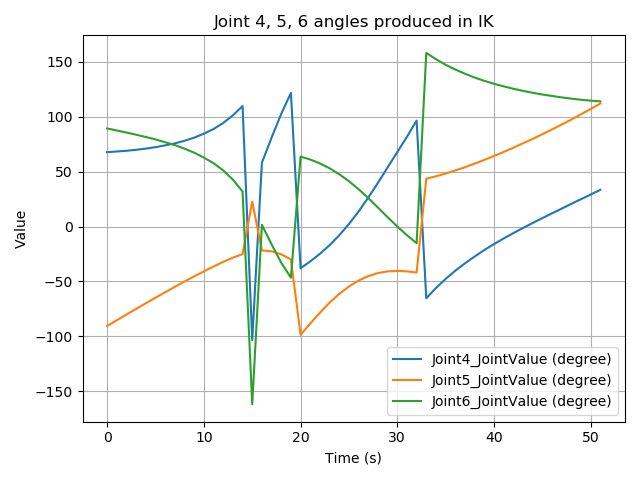 Joint 4, 5, 6 angles produced in IK
150
100
50
0
−50
−100
−150
Value
0 10 20 30 40 50
Time (s)
Joint4_JointValue (degree)
Joint5_JointValue (degree)
Joint6_JointValue (degree)